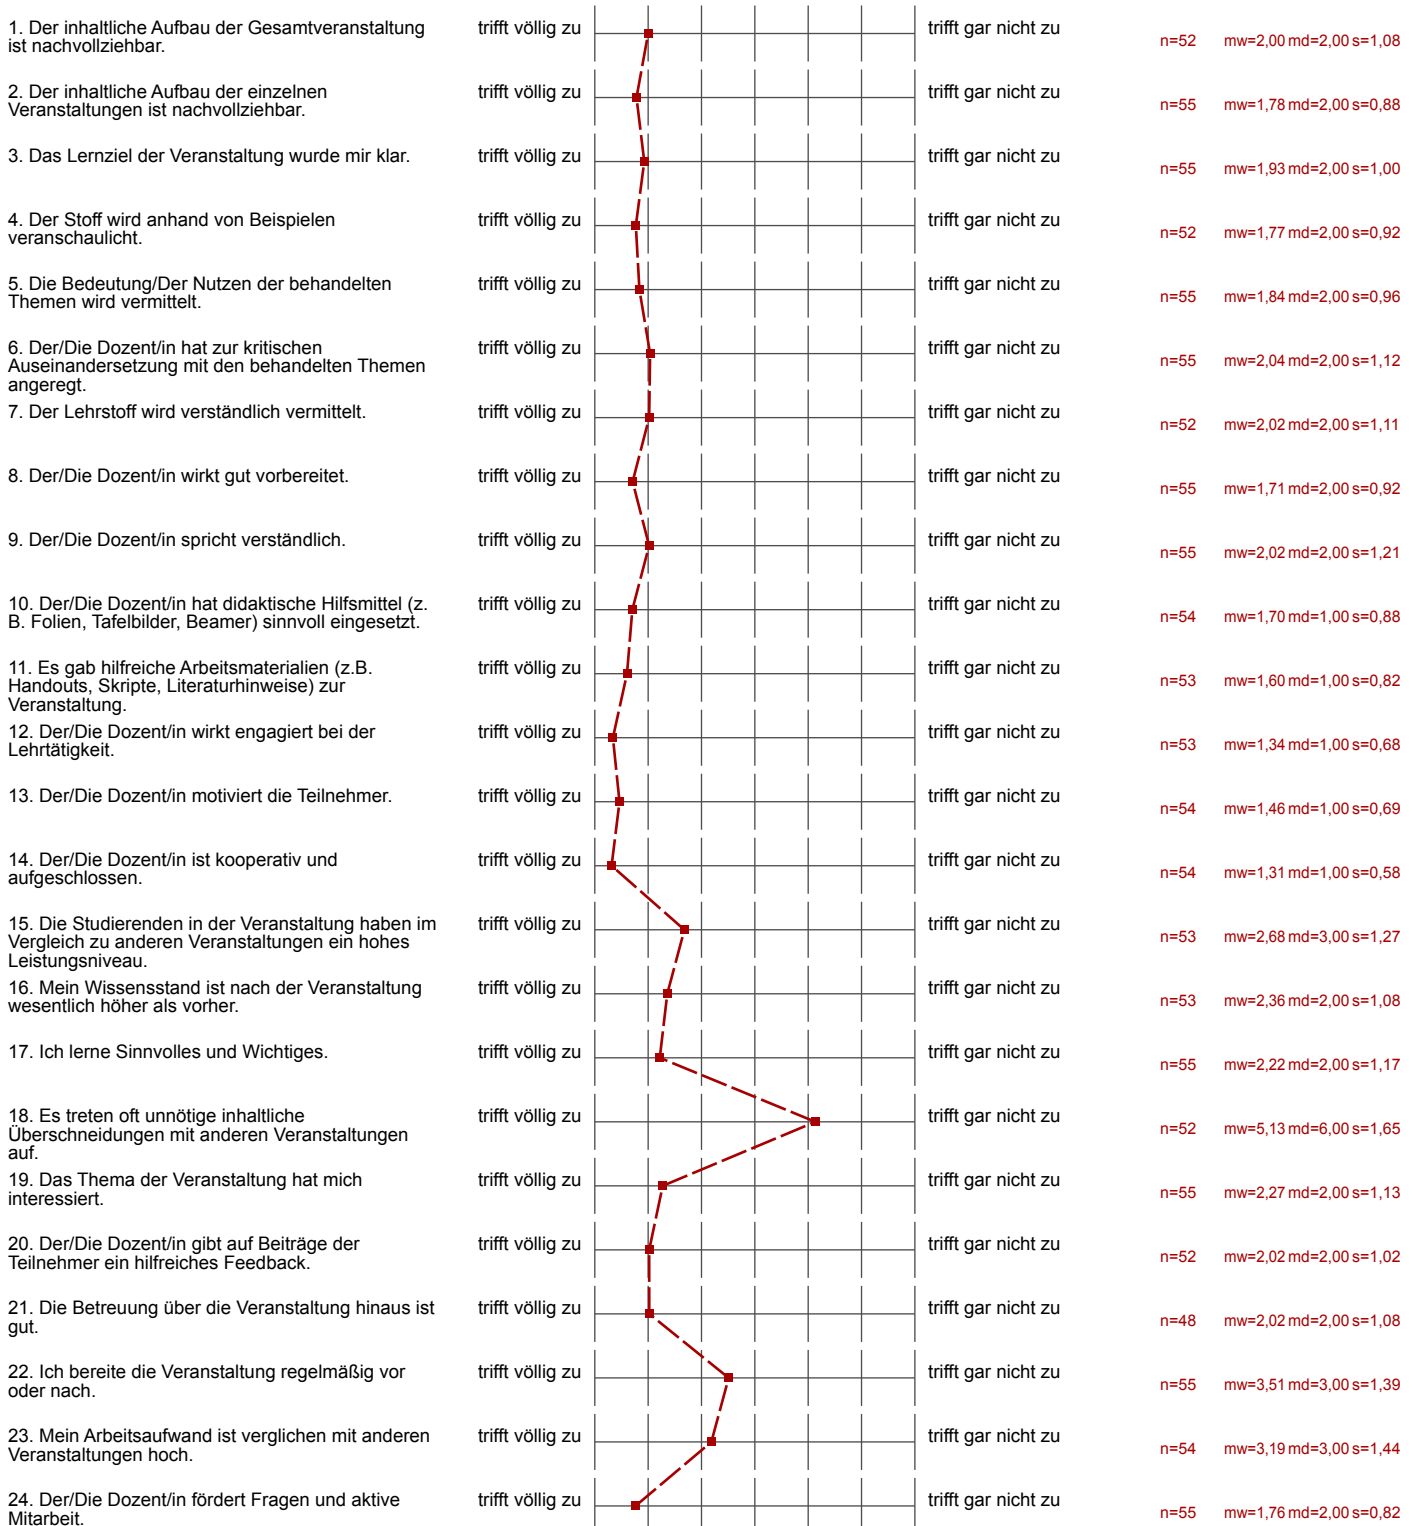 1. Der inhaltliche Aufbau der Gesamtveranstaltung
ist nachvollziehbar.
trifft völlig zu
trifft gar nicht zu
n=52 mw=2,00 md=2,00 s=1,08
2. Der inhaltliche Aufbau der einzelnen
Veranstaltungen ist nachvollziehbar.
trifft völlig zu
trifft gar nicht zu
n=55 mw=1,78 md=2,00 s=0,88
3. Das Lernziel der Veranstaltung wurde mir klar.
trifft völlig zu
trifft gar nicht zu
n=55 mw=1,93 md=2,00 s=1,00
4. Der Stoff wird anhand von Beispielen
veranschaulicht.
trifft völlig zu
trifft gar nicht zu
n=52 mw=1,77 md=2,00 s=0,92
5. Die Bedeutung/Der Nutzen der behandelten
Themen wird vermittelt.
trifft völlig zu
trifft gar nicht zu
n=55 mw=1,84 md=2,00 s=0,96
6. Der/Die Dozent/in hat zur kritischen
Auseinandersetzung mit den behandelten Themen
angeregt.
trifft völlig zu
trifft gar nicht zu
n=55 mw=2,04 md=2,00 s=1,12
7. Der Lehrstoff wird verständlich vermittelt.
trifft völlig zu
trifft gar nicht zu
n=52 mw=2,02 md=2,00 s=1,11
8. Der/Die Dozent/in wirkt gut vorbereitet.
trifft völlig zu
trifft gar nicht zu
n=55 mw=1,71 md=2,00 s=0,92
9. Der/Die Dozent/in spricht verständlich.
trifft völlig zu
trifft gar nicht zu
n=55 mw=2,02 md=2,00 s=1,21
10. Der/Die Dozent/in hat didaktische Hilfsmittel (z.
B. Folien, Tafelbilder, Beamer) sinnvoll eingesetzt.
trifft völlig zu
trifft gar nicht zu
n=54 mw=1,70 md=1,00 s=0,88
11. Es gab hilfreiche Arbeitsmaterialien (z.B.
Handouts, Skripte, Literaturhinweise) zur
Veranstaltung.
trifft völlig zu
trifft gar nicht zu
n=53 mw=1,60 md=1,00 s=0,82
12. Der/Die Dozent/in wirkt engagiert bei der
Lehrtätigkeit.
trifft völlig zu
trifft gar nicht zu
n=53 mw=1,34 md=1,00 s=0,68
13. Der/Die Dozent/in motiviert die Teilnehmer.
trifft völlig zu
trifft gar nicht zu
n=54 mw=1,46 md=1,00 s=0,69
14. Der/Die Dozent/in ist kooperativ und
aufgeschlossen.
trifft völlig zu
trifft gar nicht zu
n=54 mw=1,31 md=1,00 s=0,58
15. Die Studierenden in der Veranstaltung haben im
Vergleich zu anderen Veranstaltungen ein hohes
Leistungsniveau.
trifft völlig zu
trifft gar nicht zu
n=53 mw=2,68 md=3,00 s=1,27
16. Mein Wissensstand ist nach der Veranstaltung
wesentlich höher als vorher.
trifft völlig zu
trifft gar nicht zu
n=53 mw=2,36 md=2,00 s=1,08
17. Ich lerne Sinnvolles und Wichtiges.
trifft völlig zu
trifft gar nicht zu
n=55 mw=2,22 md=2,00 s=1,17
18. Es treten oft unnötige inhaltliche
Überschneidungen mit anderen Veranstaltungen
auf.
trifft völlig zu
trifft gar nicht zu
n=52 mw=5,13 md=6,00 s=1,65
19. Das Thema der Veranstaltung hat mich
interessiert.
trifft völlig zu
trifft gar nicht zu
n=55 mw=2,27 md=2,00 s=1,13
20. Der/Die Dozent/in gibt auf Beiträge der
Teilnehmer ein hilfreiches Feedback.
trifft völlig zu
trifft gar nicht zu
n=52 mw=2,02 md=2,00 s=1,02
21. Die Betreuung über die Veranstaltung hinaus ist
gut.
trifft völlig zu
trifft gar nicht zu
n=48 mw=2,02 md=2,00 s=1,08
22. Ich bereite die Veranstaltung regelmäßig vor
oder nach.
trifft völlig zu
trifft gar nicht zu
n=55 mw=3,51 md=3,00 s=1,39
23. Mein Arbeitsaufwand ist verglichen mit anderen
Veranstaltungen hoch.
trifft völlig zu
trifft gar nicht zu
n=54 mw=3,19 md=3,00 s=1,44
24. Der/Die Dozent/in fördert Fragen und aktive
Mitarbeit.
trifft völlig zu
trifft gar nicht zu
n=55 mw=1,76 md=2,00 s=0,82